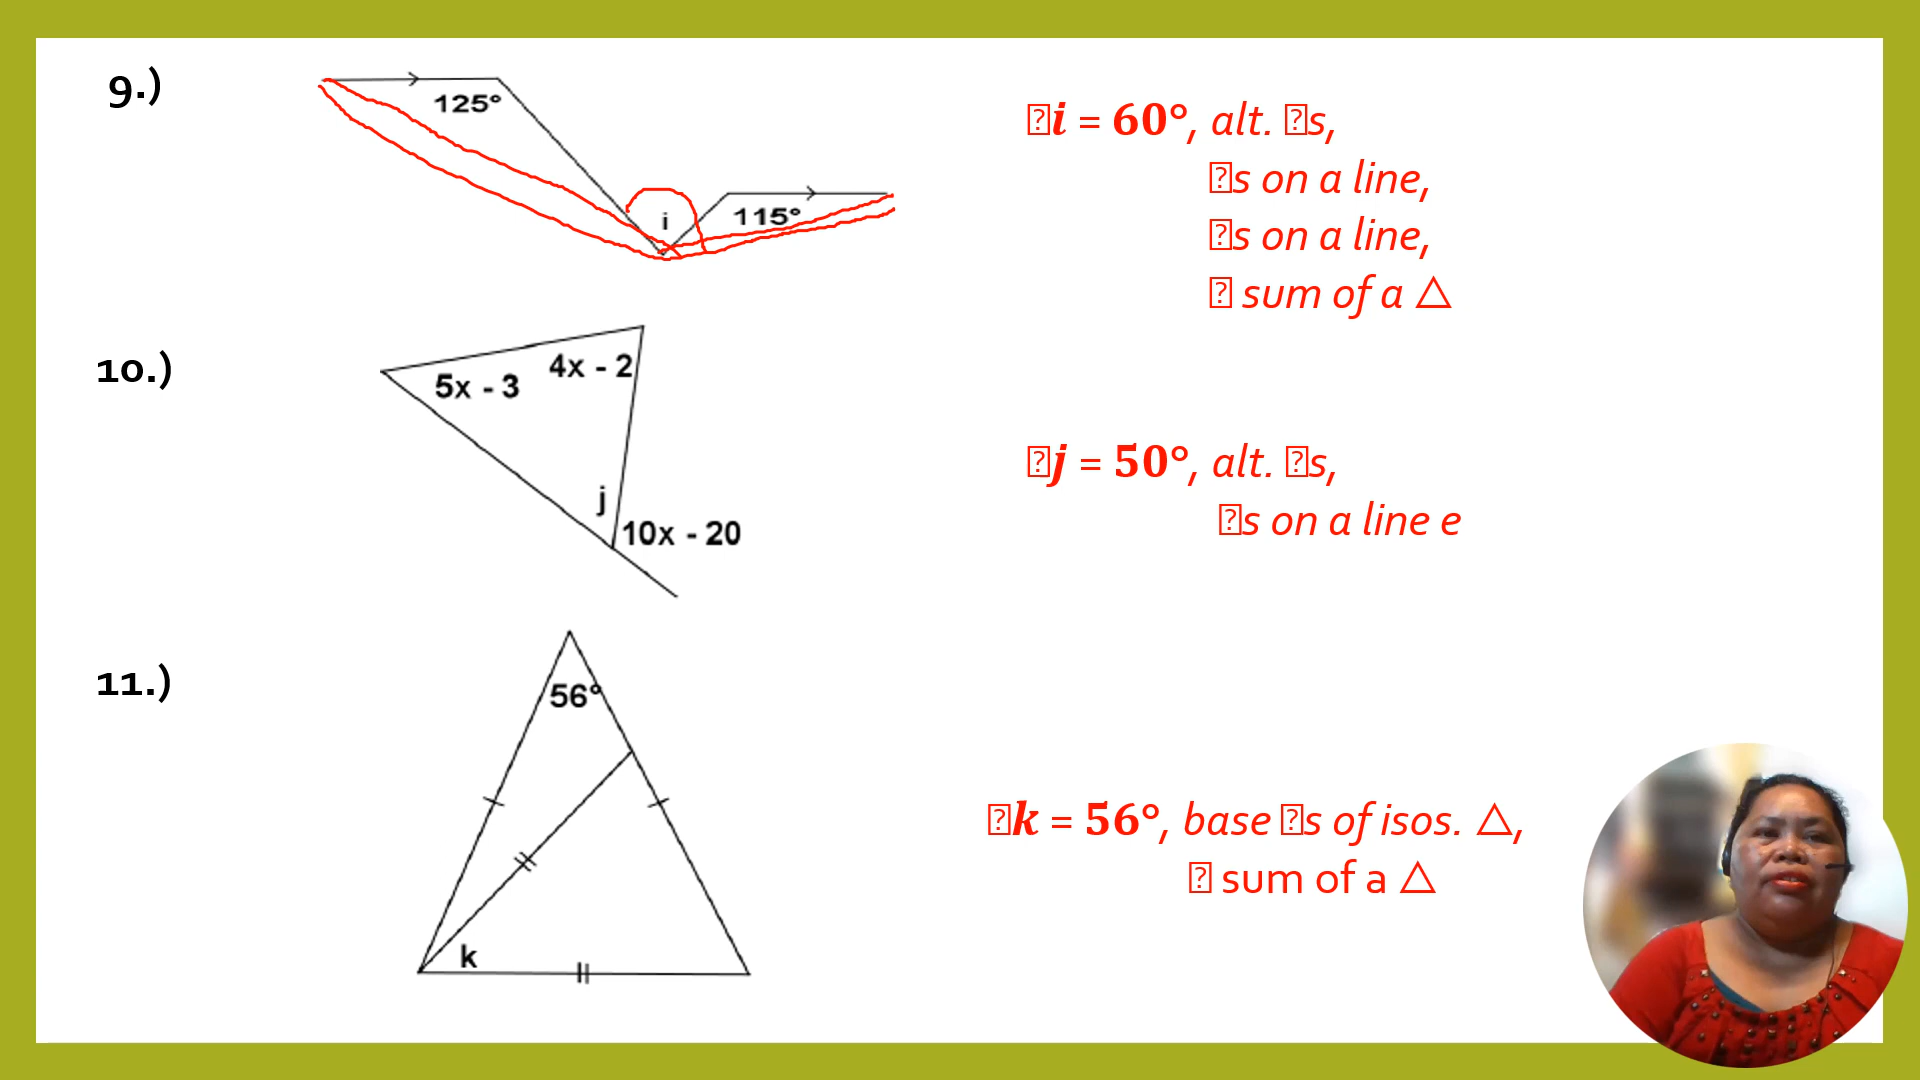 9.)
125°
i
115°
⍰i = 60°, alt. ⍰s,
⍰s on a line,
⍰s on a line,
⍰ sum of a △
10.)
5x - 3
4x - 2
j
10x - 20
⍰j = 50°, alt. ⍰s,
⍰s on a line e
11.)
56°
k
⍰k = 56°, base ⍰s of isos. △,
⍰ sum of a △